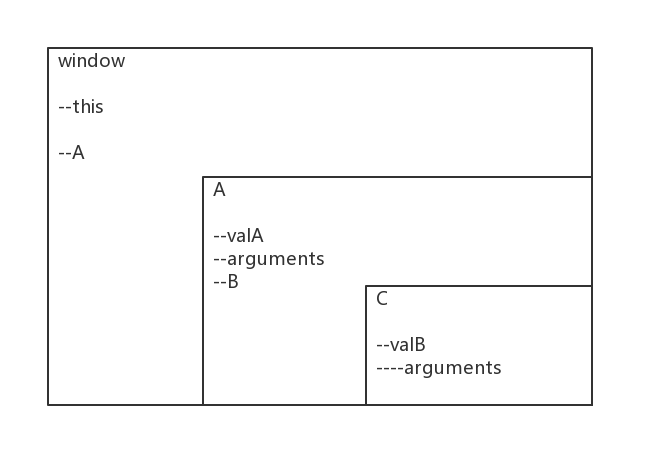 window
--this
--A
A
--valA
--arguments
--B
C
--valB
----arguments